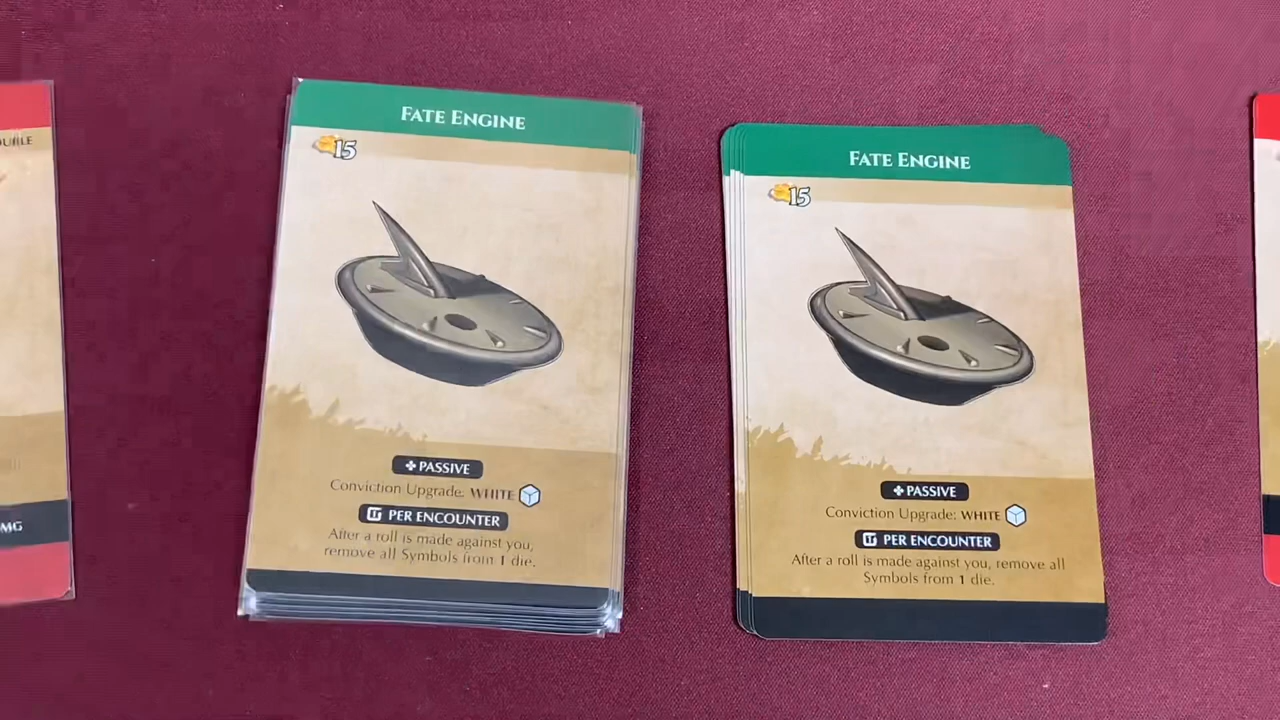 FATE ENGINE
15
+ PASSIVE
Conviction Upgrade: WHITE
PER ENCOUNTER
After a roll is made against you,
remove all Symbols from 1 die.
FATE ENGINE
15
+ PASSIVE
Conviction Upgrade: WHITE
PER ENCOUNTER
After a roll is made against you, remove all
Symbols from 1 die.